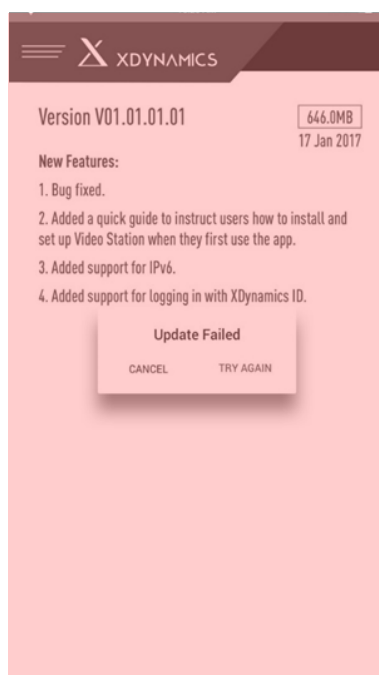 X XDYNAMICS
Version V01.01.01.01
646.0MB
17 Jan 2017
New Features:
1. Bug fixed.
2. Added a quick guide to instruct users how to install and
set up Video Station when they first use the app.
3. Added support for IPv6.
4. Added support for logging in with XDynamics ID.
Update Failed
CANCEL TRY AGAIN